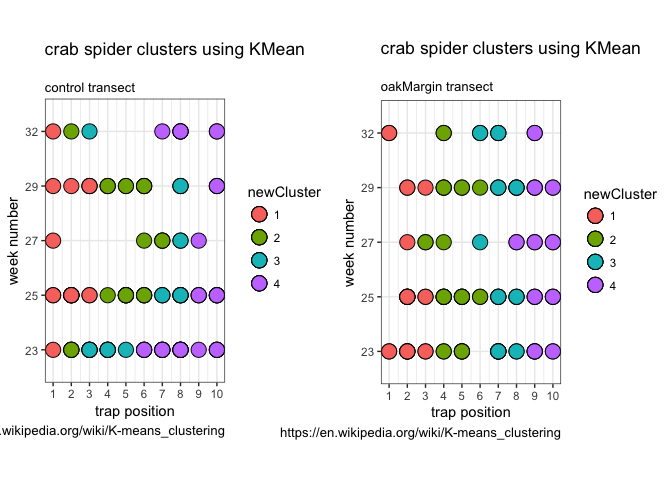 crab spider clusters using KMean
control transect
week number
32
29
27
25
23
1 2 3 4 5 6 7 8 9 10
trap position
newCluster
1
2
3
4
.wikipedia.org/wiki/K-means_clustering
crab spider clusters using KMean
oakMargin transect
week number
32
29
27
25
23
1 2 3 4 5 6 7 8 9 10
trap position
newCluster
1
2
3
4
https://en.wikipedia.org/wiki/K-means_clustering